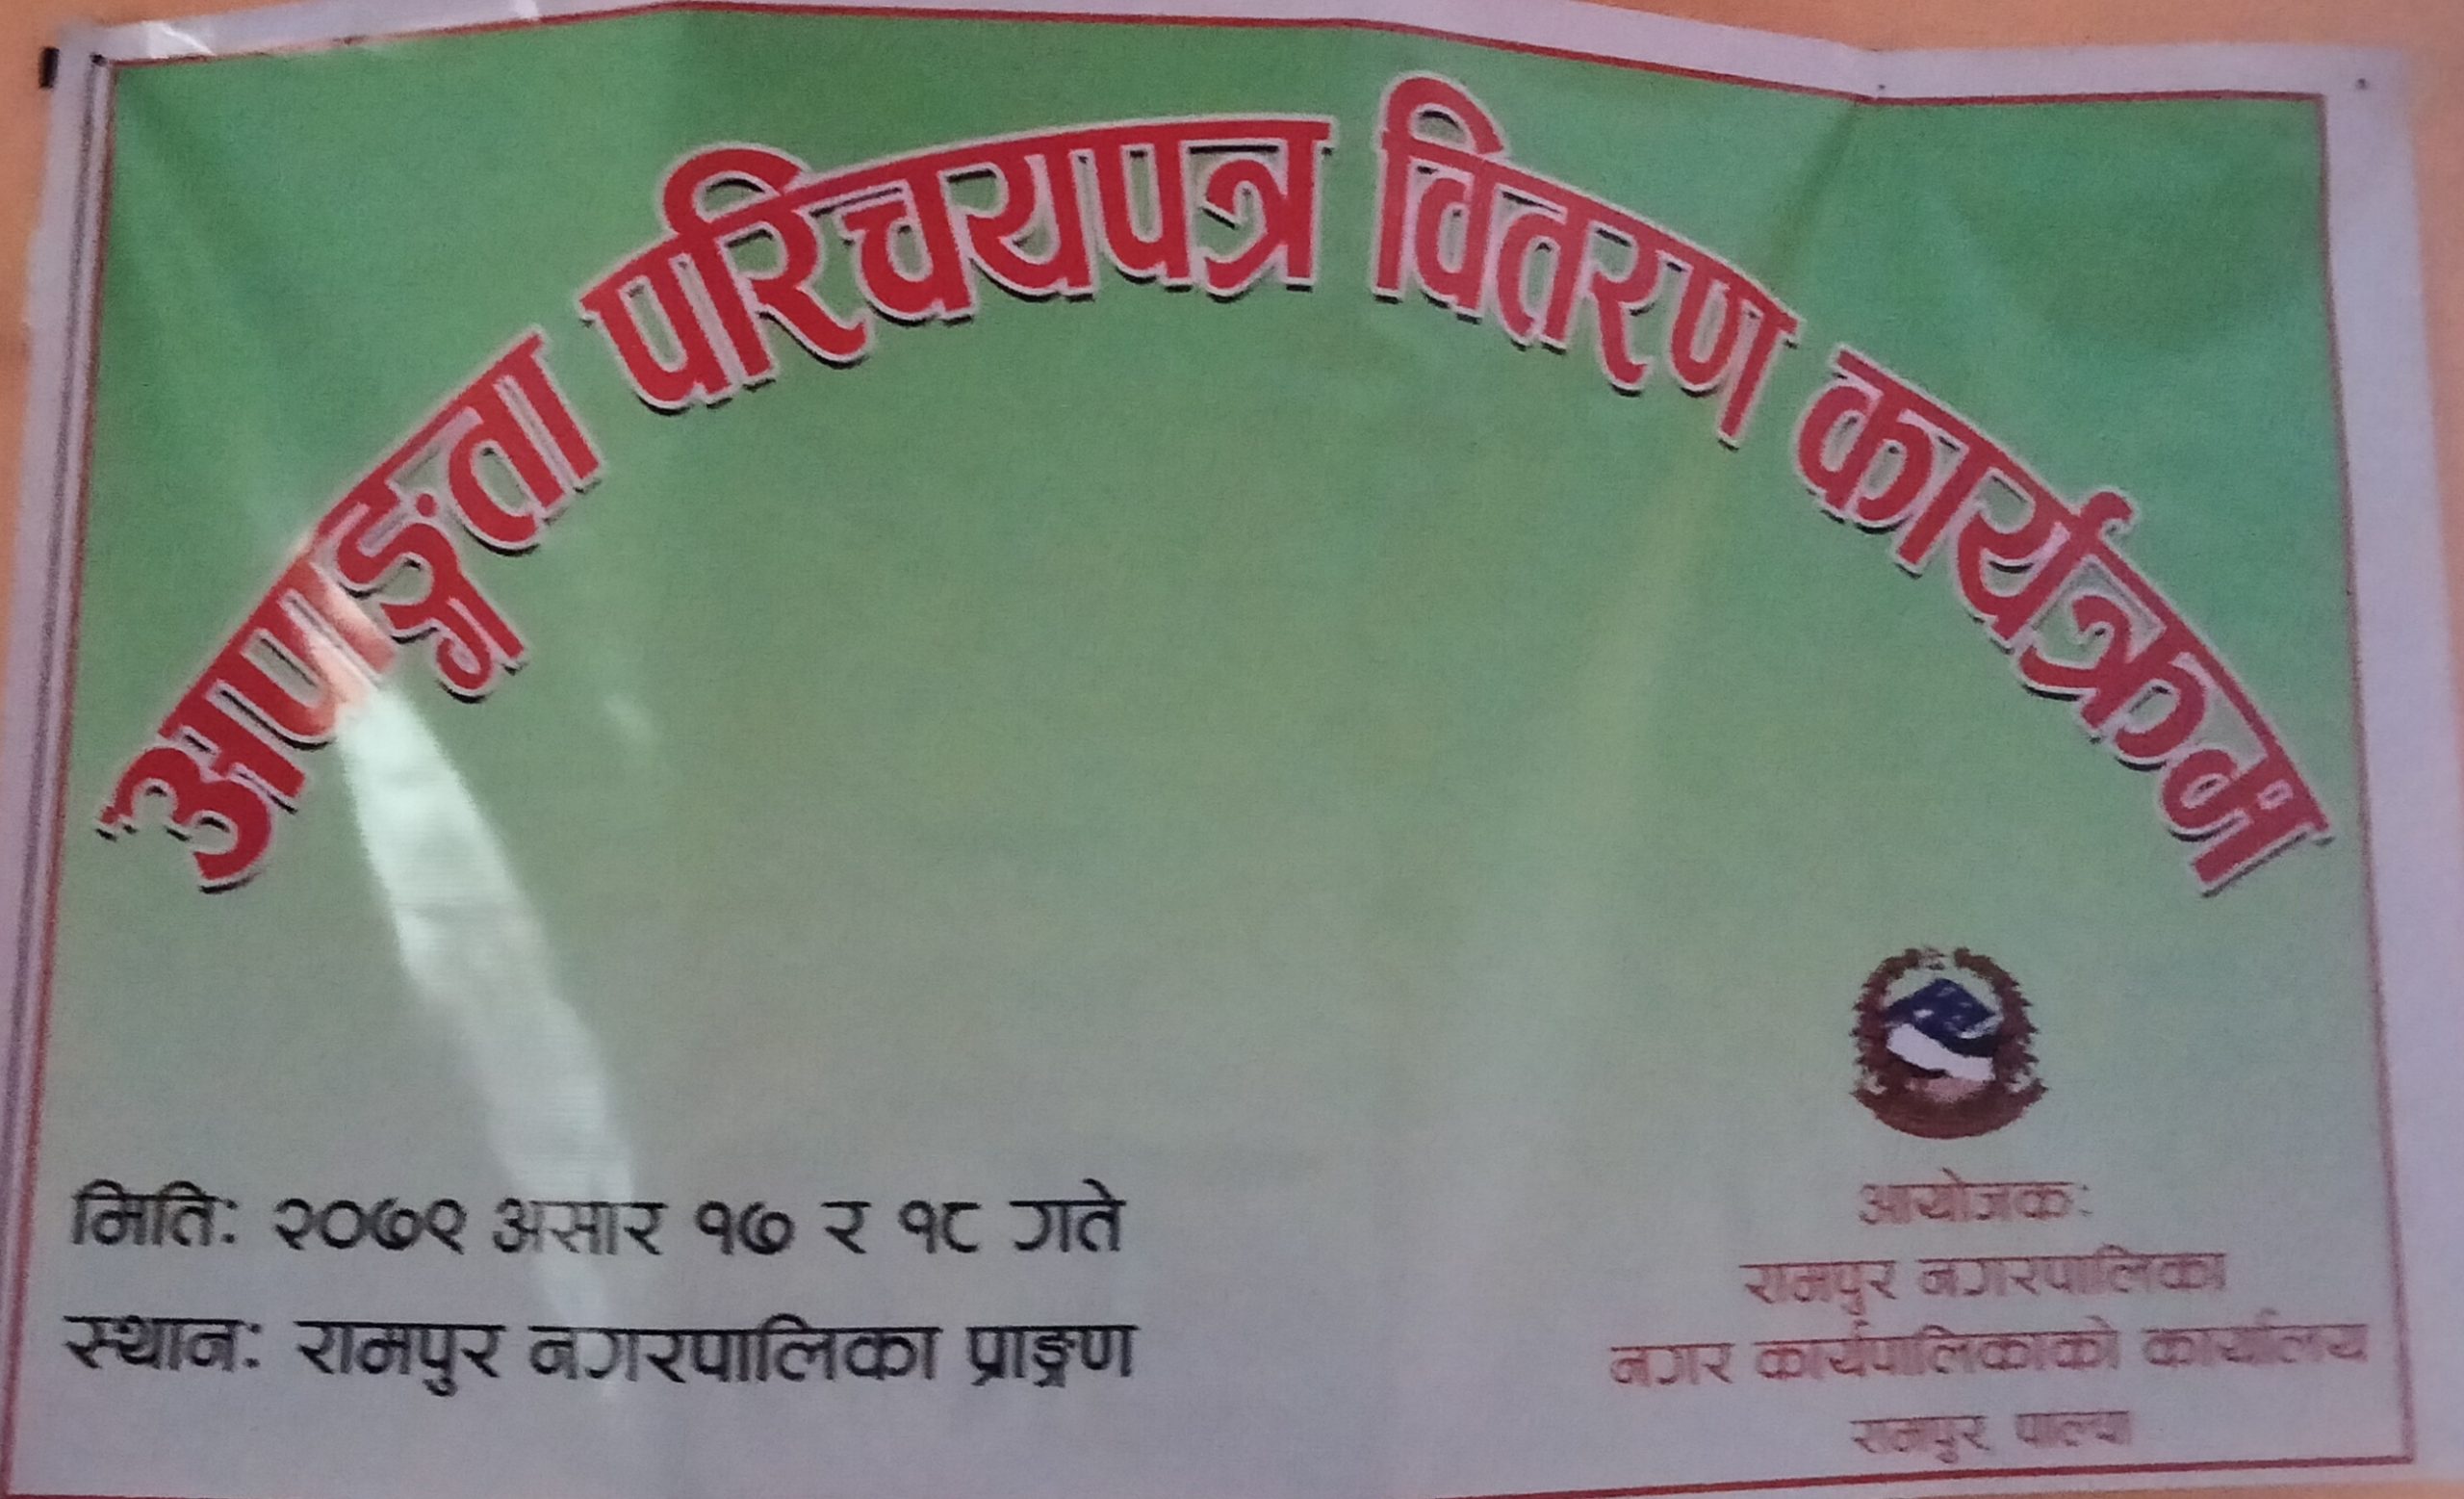 अपाङ्गता परिचयपत्र वितरण कार्यक्रम
मितिः २०७९ असार १७ र १८ गते
स्थानः रामपुर नगरपालिका प्राङ्गण
आयोजकः
रामपुर नगरपालिका
नगर कार्यपालिकाको कार्यालय
रामपुर पाल्पा